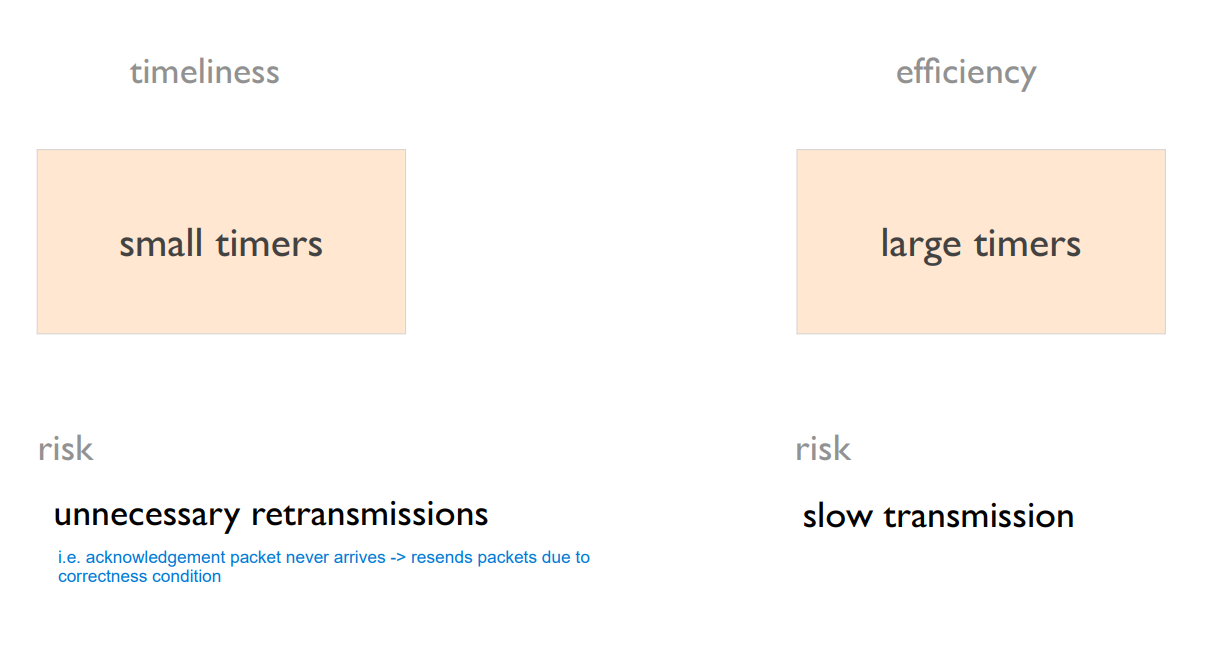 timeliness
efficiency
small timers
large timers
risk
risk
unnecessary retransmissions
slow transmission
i.e. acknowledgement packet never arrives -> resends packets due to
correctness condition